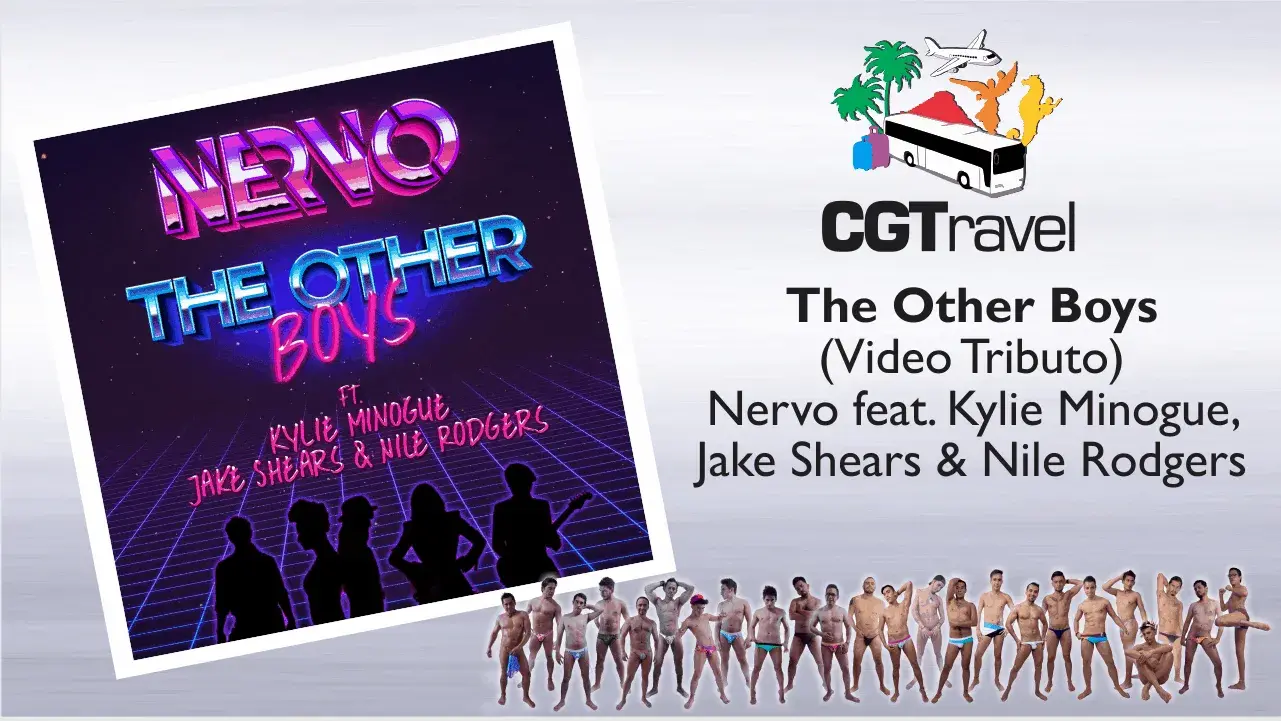 NERVO
THE OTHER
BOYS
FT.
KYLIE MINOGUE
JAKE SHEARS & NILE RODGERS
CGTravel
The Other Boys
(Video Tributo)
Nervo feat. Kylie Minogue,
Jake Shears & Nile Rodgers